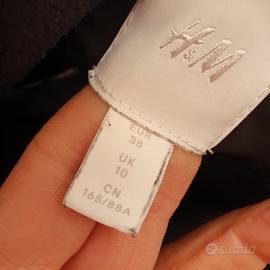 H&M
EUR
38
UK
10
CN
165/88A
subito